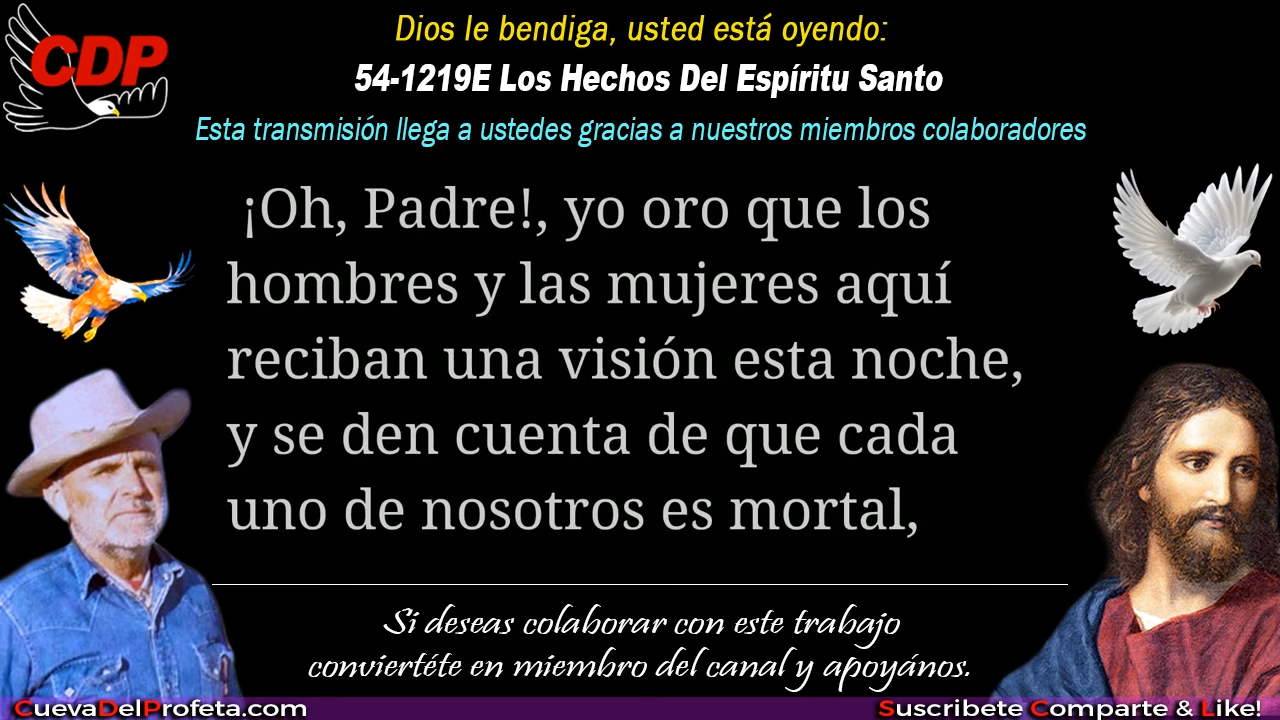 CDP
Dios le bendiga, usted está oyendo:
54-1219E Los Hechos Del Espíritu Santo
Esta transmisión llega a ustedes gracias a nuestros miembros colaboradores
¡Oh, Padre!, yo oro que los
hombres y las mujeres aquí
reciban una visión esta noche,
y se den cuenta de que cada
uno de nosotros es mortal,
Si deseas colaborar con este trabajo
conviertéte en miembro del canal y apoyános.
CuevaDelProfeta.com
Suscribete Comparte & Like!